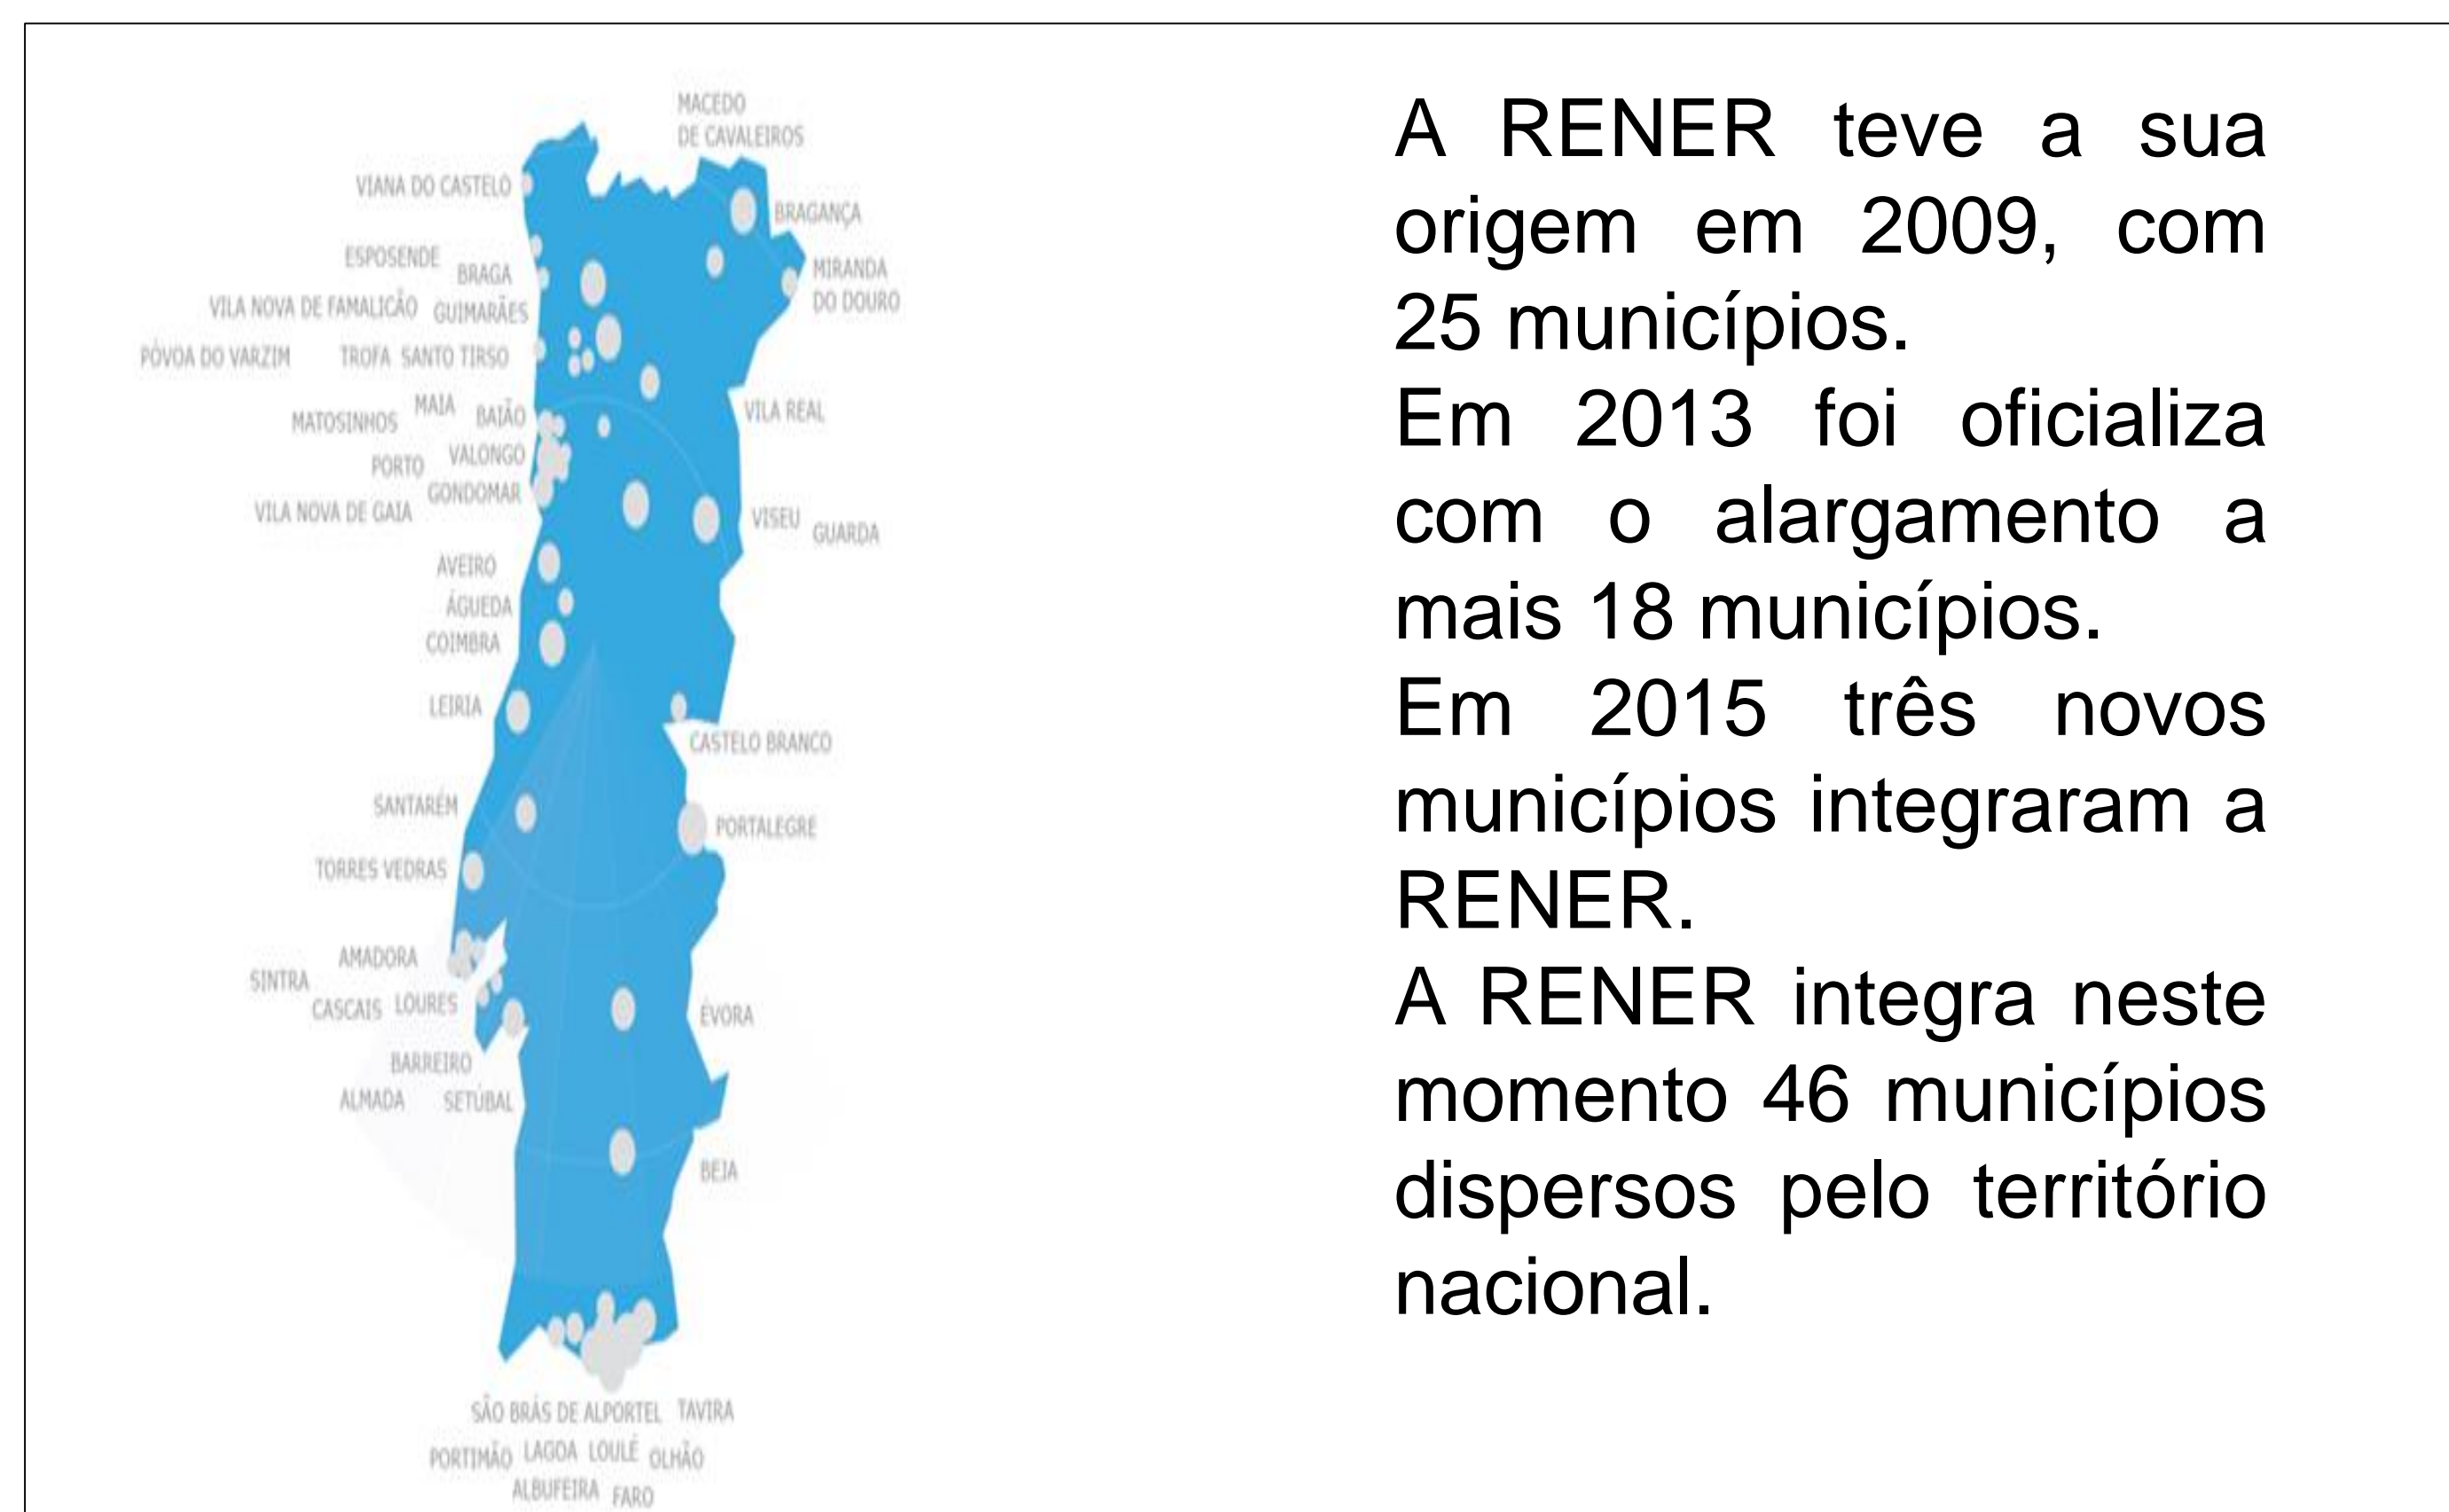 MACEDO
DE CAVALEIROS
VIANA DO CASTELO
BRAGANÇA
ESPOSENDE
BRAGA
MIRANDA
DO DOURO
VILA NOVA DE FAMALICÃO
GUIMARÃES
PÓVOA DO VARZIM
TROFA
SANTO TIRSO
MATOSINHOS
MAIA
BAIÃO
VILA REAL
PORTO
VALONGO
GONDOMAR
VILA NOVA DE GAIA
VISEU
GUARDA
AVEIRO
ÁGUEDA
COIMBRA
LEIRIA
CASTELO BRANCO
SANTARÉM
PORTALEGRE
TORRES VEDRAS
AMADORA
SINTRA
CASCAIS
LOURES
ÉVORA
BARREIRO
ALMADA
SETÚBAL
BEJA
SÃO BRÁS DE ALPORTEL
TAVIRA
PORTIMÃO
LAGOA
LOULÉ
OLHÃO
ALBUFEIRA
FARO
A RENER teve a sua
origem em 2009, com
25 municípios.
Em 2013 foi oficializa
com o alargamento a
mais 18 municípios.
Em 2015 três novos
municípios integraram a
RENER.
A RENER integra neste
momento 46 municípios
dispersos pelo território
nacional.